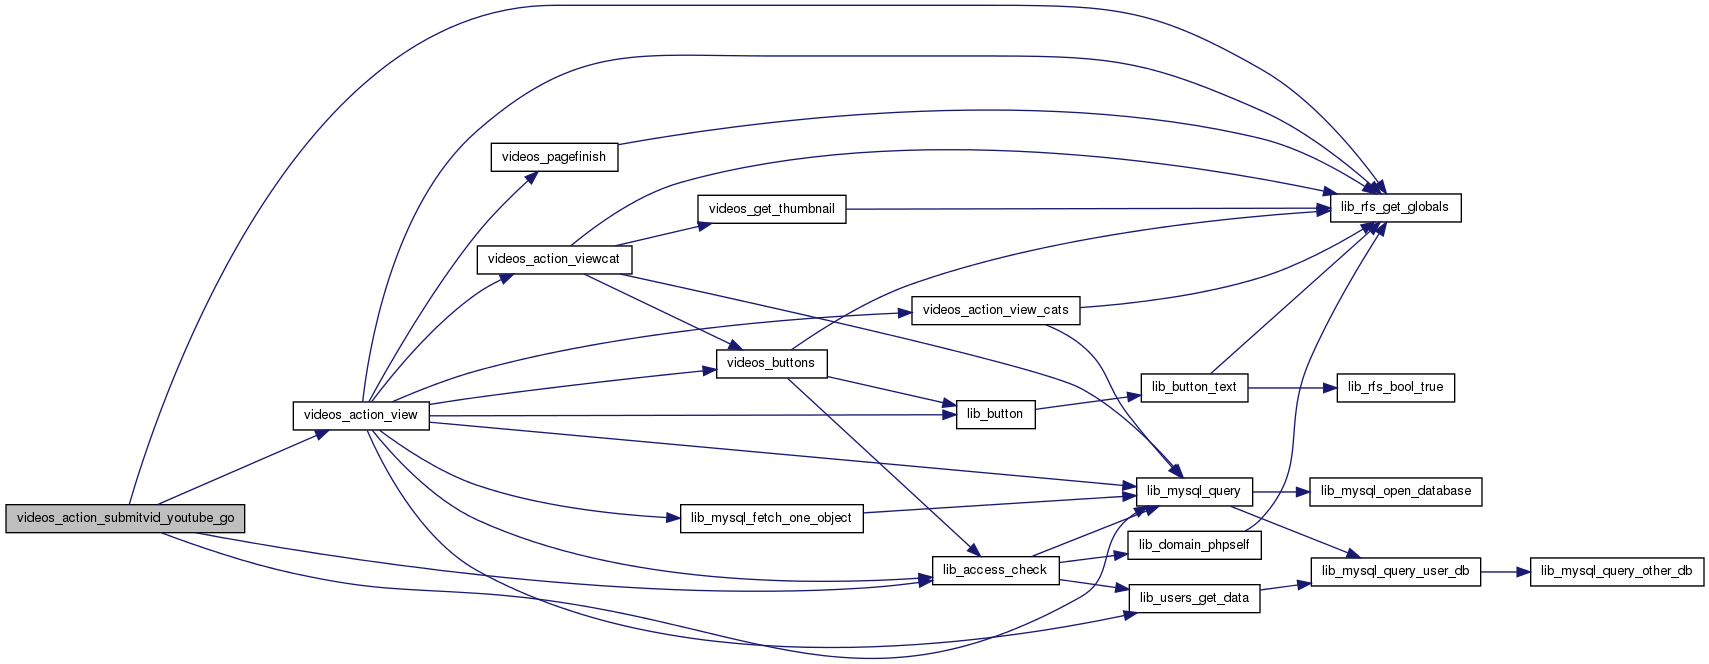 videos_action_submitvid_youtube_go
videos_action_view
videos_pagefinish
videos_action_viewcat
videos_get_thumbnail
videos_buttons
lib_mysql_fetch_one_object
videos_action_view_cats
lib_button
lib_access_check
lib_button_text
lib_mysql_query
lib_domain_phpself
lib_users_get_data
lib_rfs_get_globals
lib_rfs_bool_true
lib_mysql_open_database
lib_mysql_query_user_db
lib_mysql_query_other_db